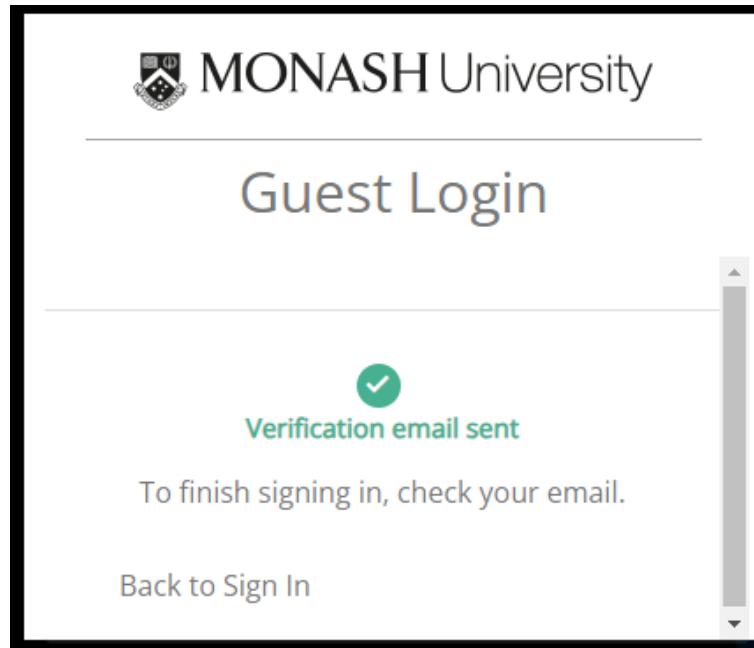 MONASH University
Guest Login
Verification email sent
To finish signing in, check your email.
Back to Sign In